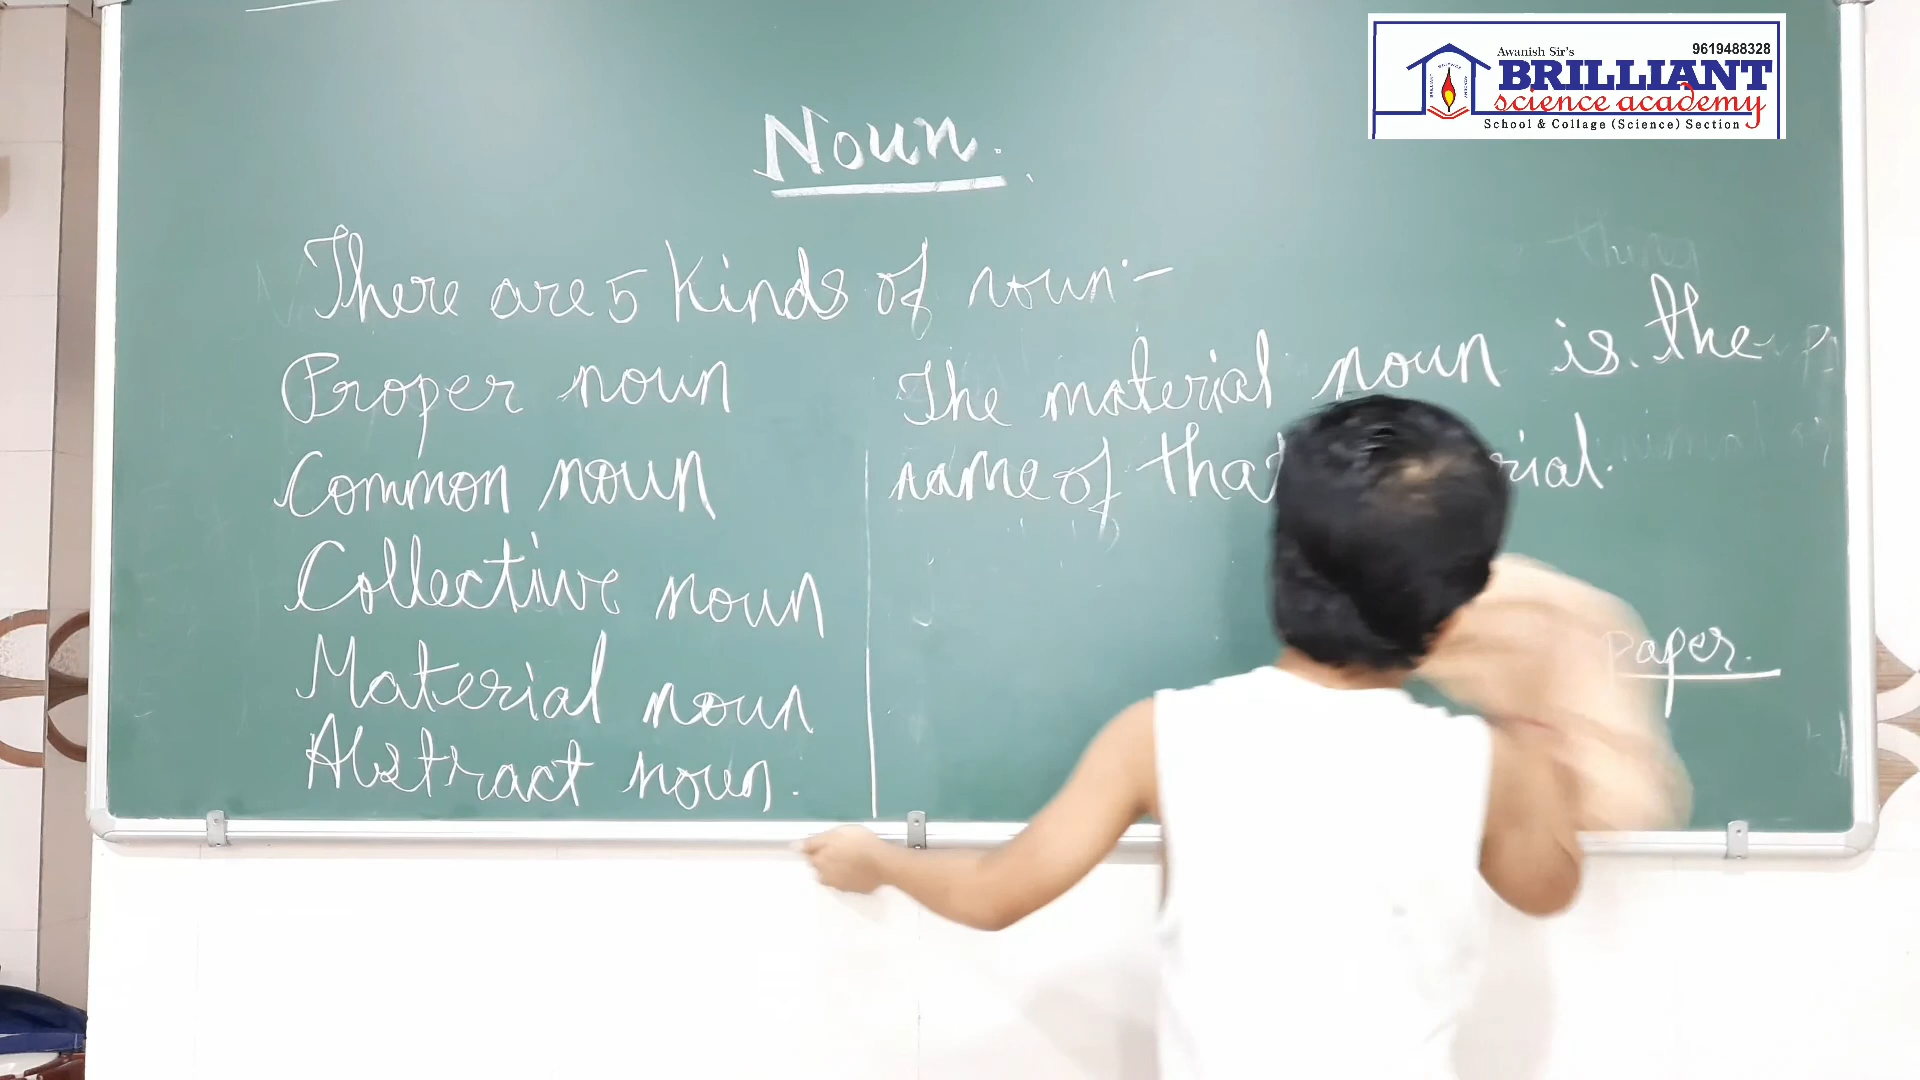 Awanish Sir's
9619488328
BRILLIANT
science academy
School & Collage (Science) Section
Noun.
There are 5 kinds of noun:-
Proper noun
Common noun
Collective noun
Material noun
Abstract noun.
The material noun is the
name of that
paper.